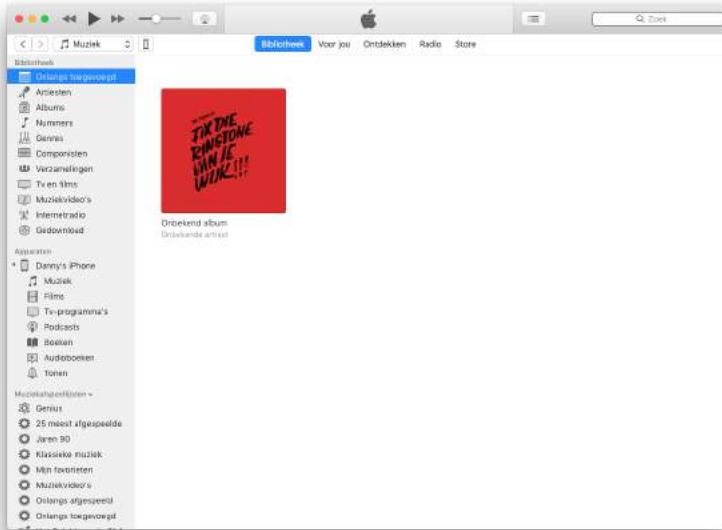 Zoek
Muziek
Bibliotheek Voor jou Ontdekken Radio Store
Bibliotheek
Onlangs toegevoegd
Artiesten
Albums
Nummers
Genres
Componisten
Verzamelingen
Tv en films
Muziekvideo's
Internetradio
Gedownload
Apparaten
Danny's iPhone
Muziek
Films
Tv-programma's
Podcasts
Boeken
Audioboeken
Tonen
Muziekafspeellijsten
Genius
25 meest afgespeelde
Jaren 90
Klassieke muziek
Mijn favorieten
Muziekvideo's
Onlangs afgespeeld
Onlangs toegevoegd
FIX DIE
RINGTONE
VAN JE
WIJK
Onbekend album
Onbekende artiest